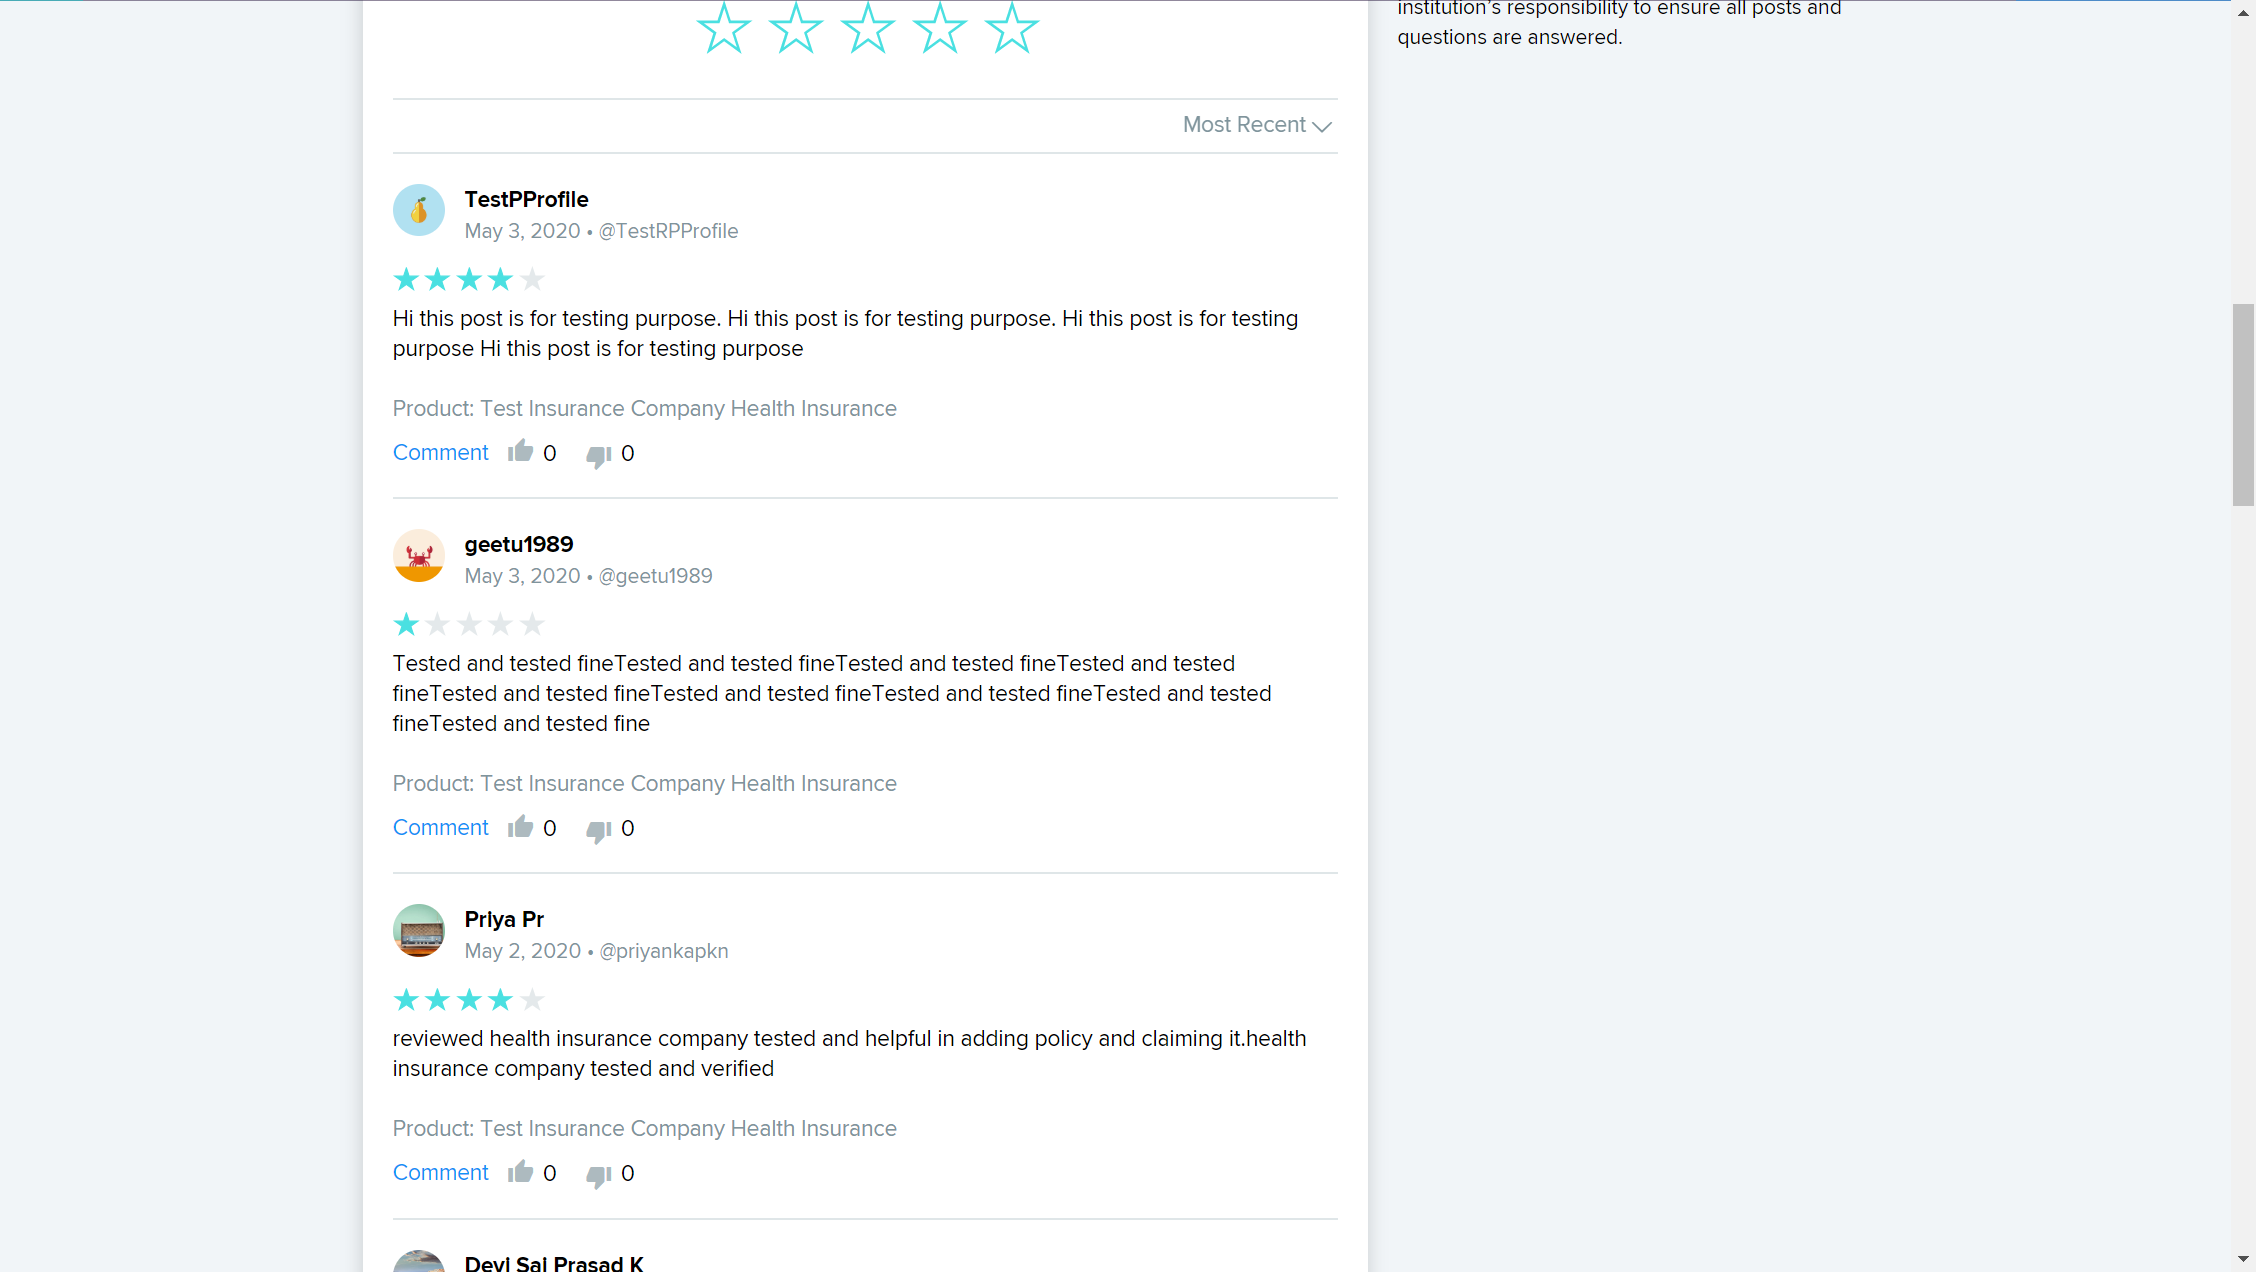 institution's responsibility to ensure all posts and
questions are answered.
Most Recent
TestPProfile
May 3, 2020 • @TestRPProfile
Hi this post is for testing purpose. Hi this post is for testing purpose. Hi this post is for testing
purpose Hi this post is for testing purpose
Product: Test Insurance Company Health Insurance
Comment 0 0
geetu1989
May 3, 2020 • @geetu1989
Tested and tested fineTested and tested fineTested and tested fineTested and tested
fineTested and tested fineTested and tested fineTested and tested fineTested and tested
fineTested and tested fine
Product: Test Insurance Company Health Insurance
Comment 0 0
Priya Pr
May 2, 2020 • @priyankapkn
reviewed health insurance company tested and helpful in adding policy and claiming it.health
insurance company tested and verified
Product: Test Insurance Company Health Insurance
Comment 0 0
Devi Sai Prasad K